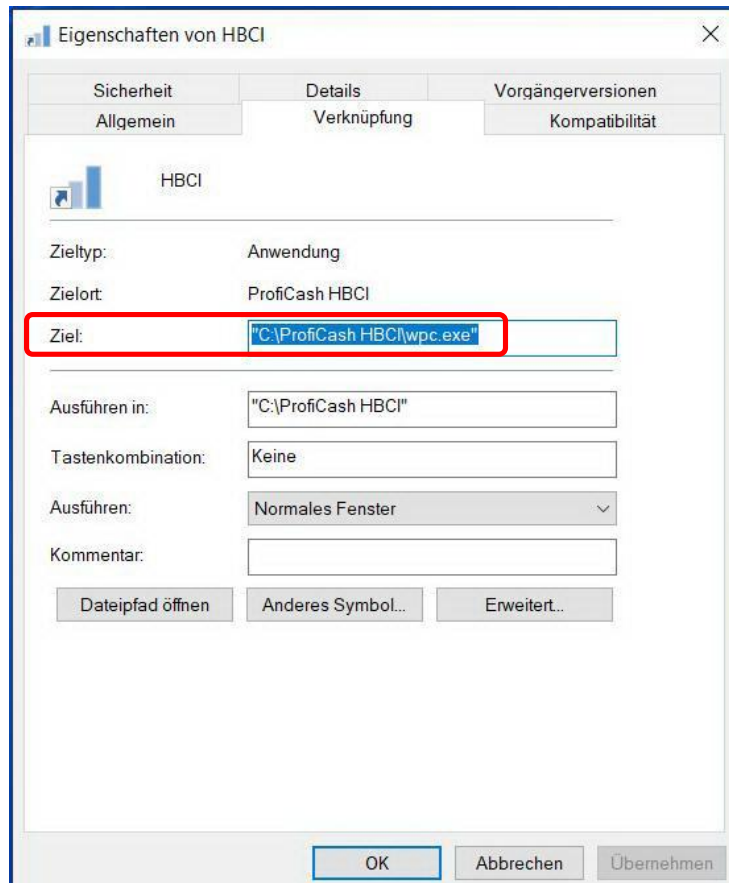 Eigenschaften von HBCI
Sicherheit Details Vorgängerversionen
Allgemein Verknüpfung Kompatibilität
HBCI
Zieltyp: Anwendung
Zielort: ProfiCash HBCI
Ziel: "C:\ProfiCash HBCI\wpc.exe"
Ausführen in: "C:\ProfiCash HBCI"
Tastenkombination: Keine
Ausführen: Normales Fenster
Kommentar:
Dateipfad öffnen Anderes Symbol... Erweitert...
OK Abbrechen Übernehmen